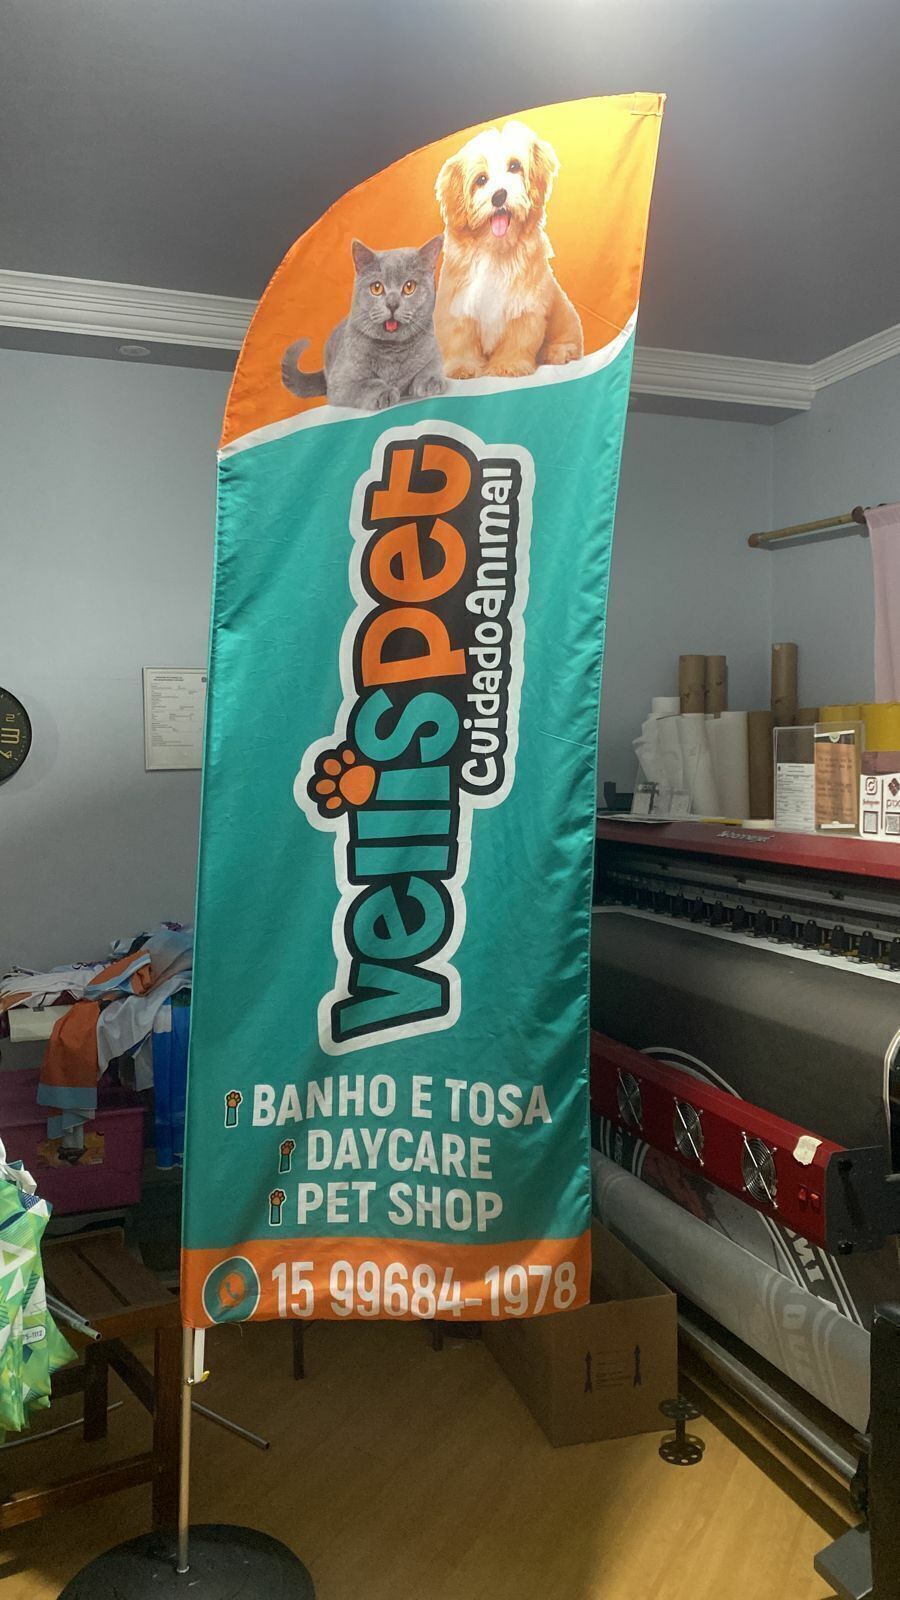 vellispet
cuidadoanimal
BANHO E TOSA
DAYCARE
PET SHOP
15 99684-1978